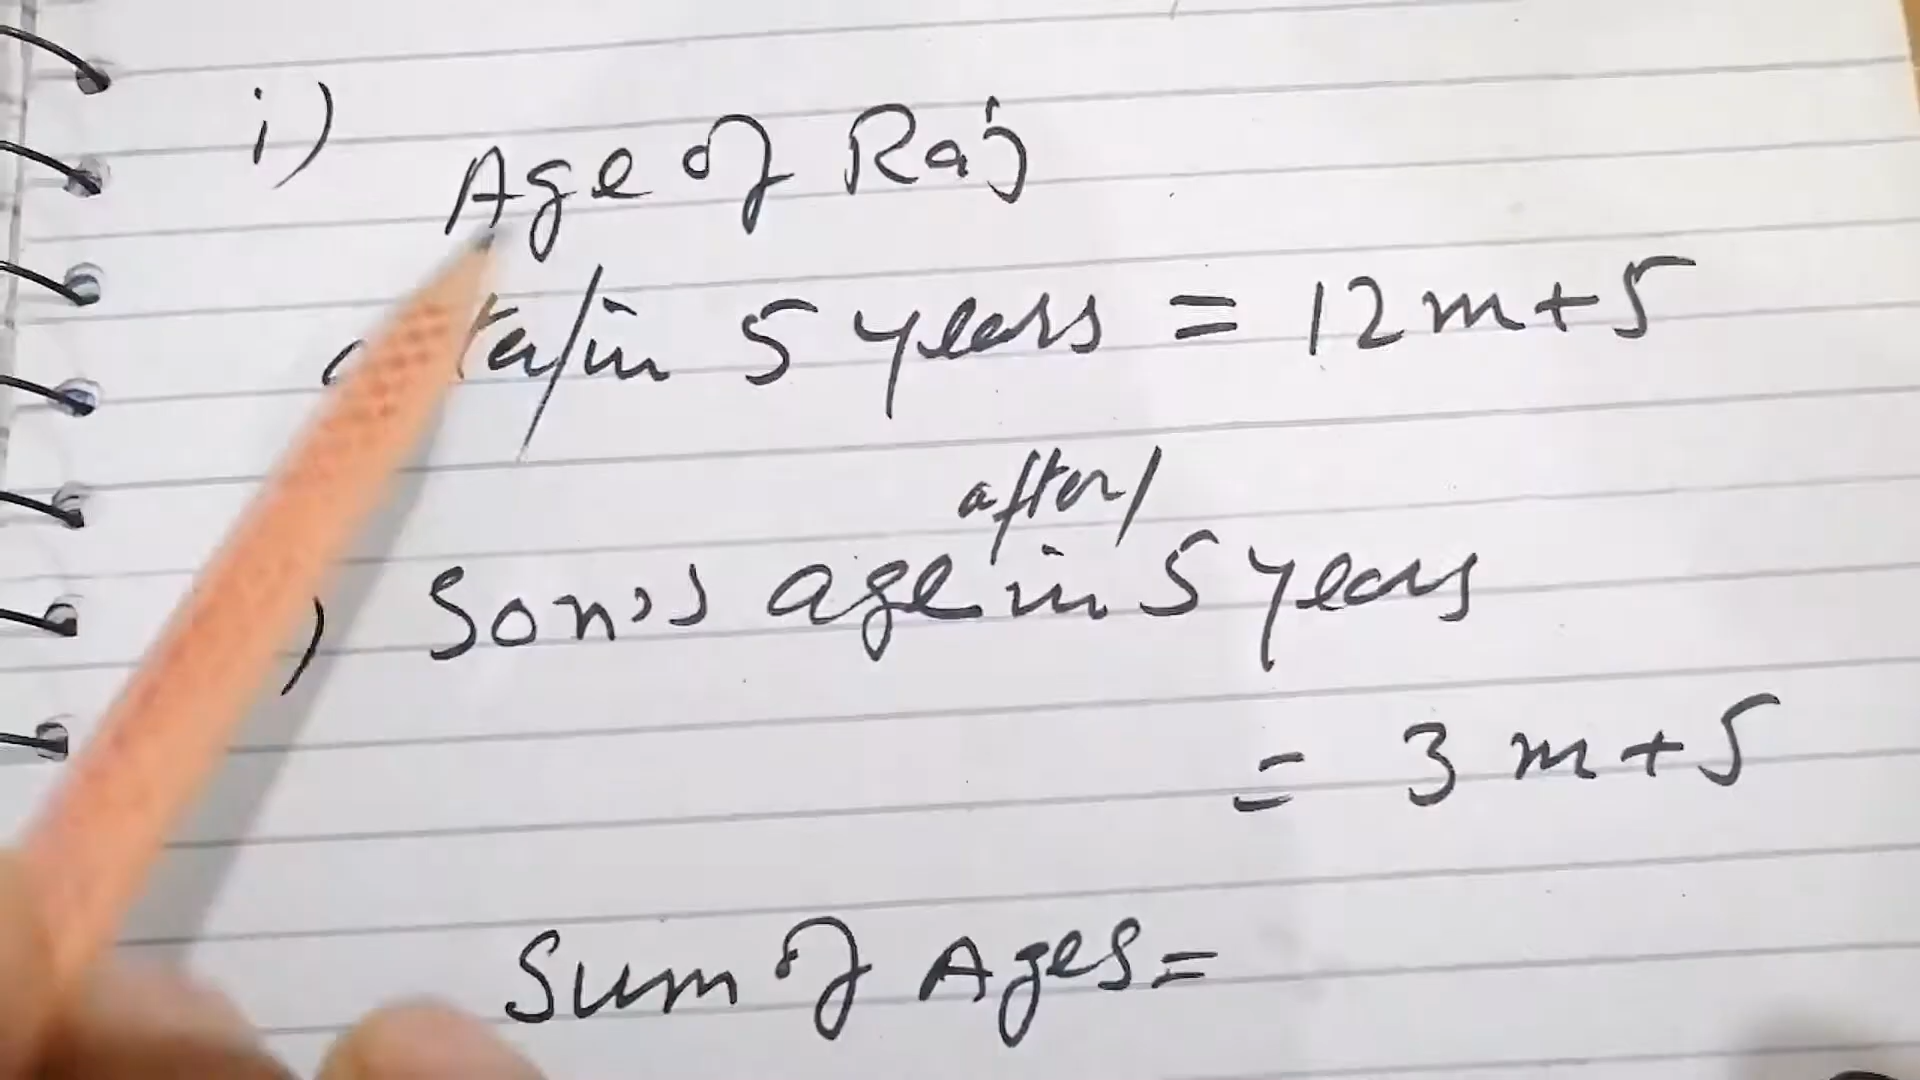 i) Age of Raj
/in 5 years = 12m+5
after/
) Son's age in 5 years
= 3m+5
Sum of Ages=